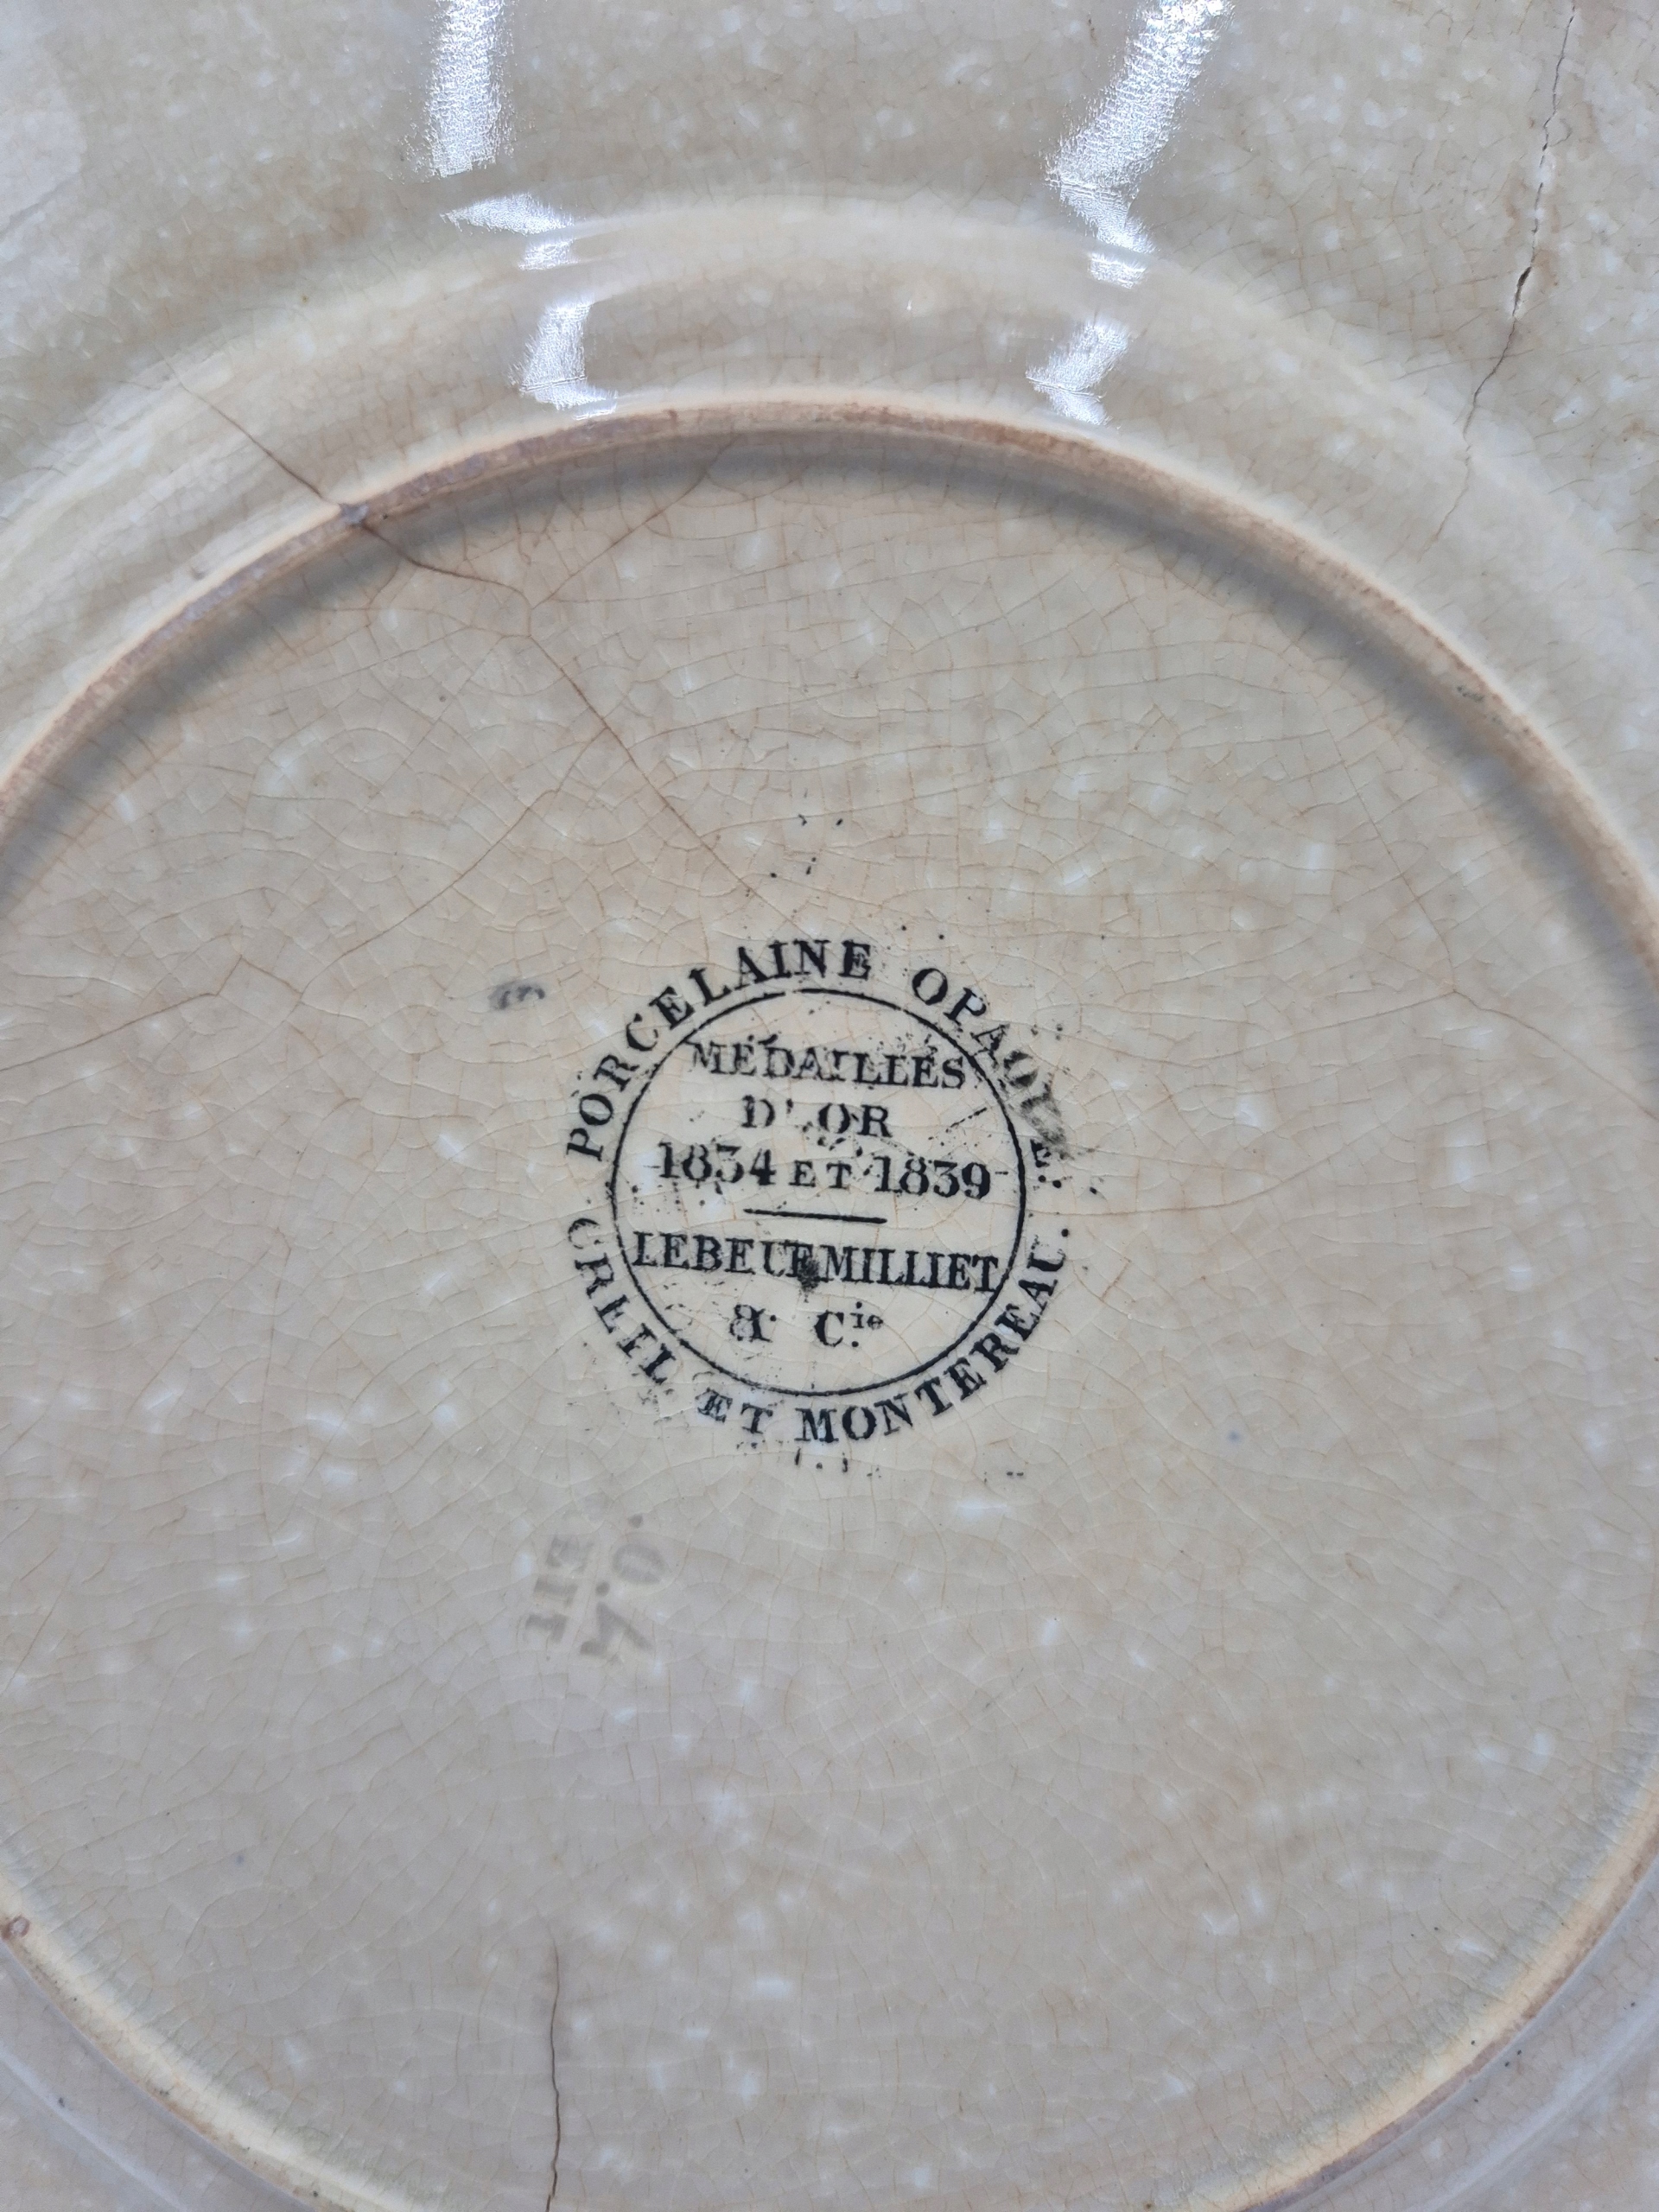 PORCELAINE OPAQUE.
MEDAILLES
D'OR
1834 ET 1839
LEBEUF MILLIET
& Cie.
CREIL ET MONTEREAU.